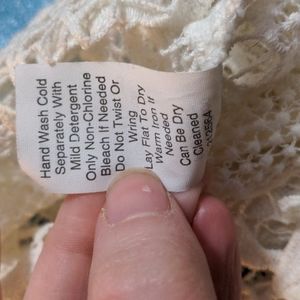 Hand Wash Cold
Separately With
Mild Detergent
Only Non-Chlorine
Bleach If Needed
Do Not Twist Or
Wring
Lay Flat To Dry
Warm Iron If
Needed
Can Be Dry
Cleaned